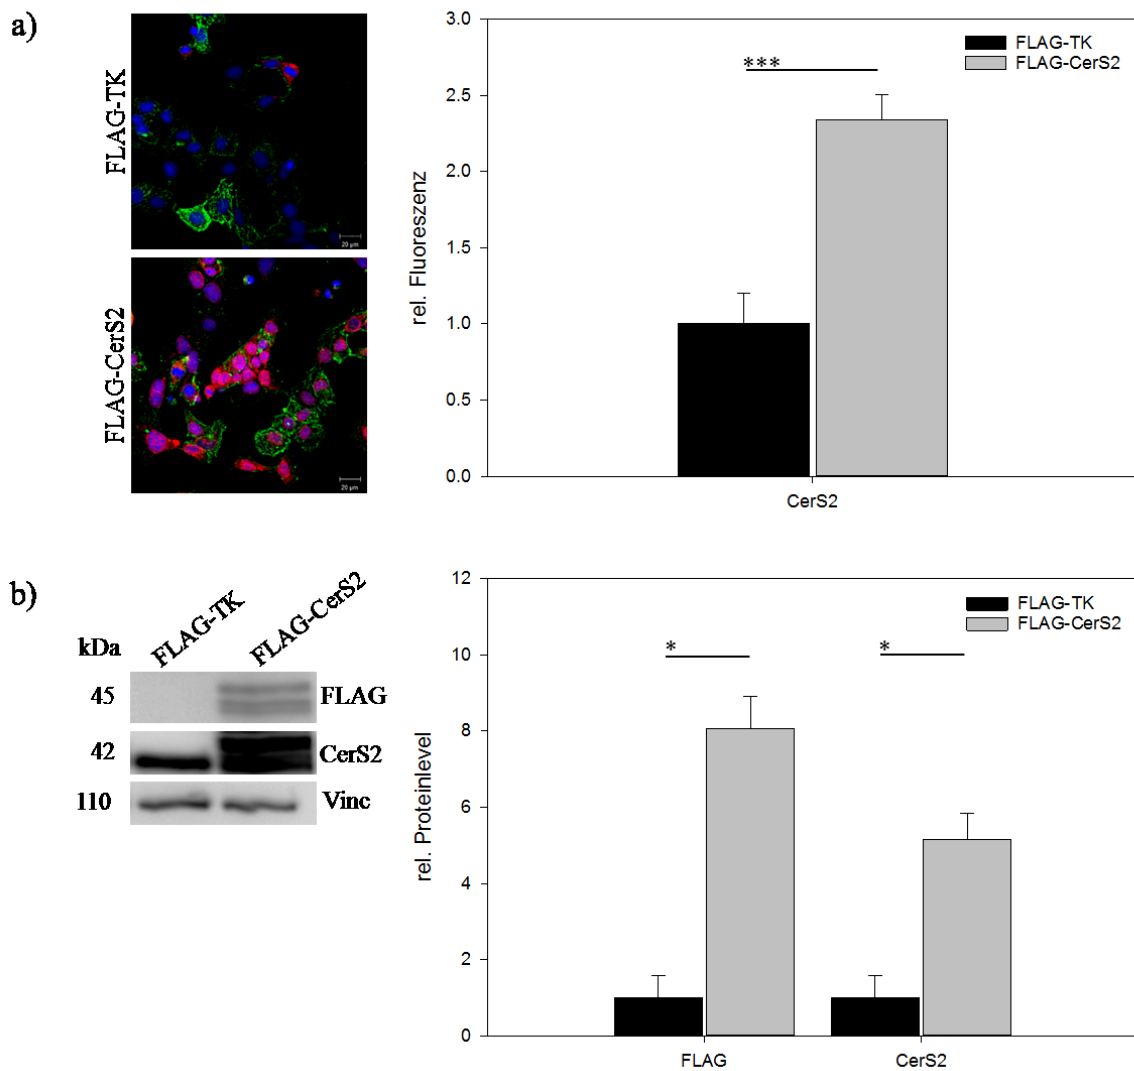 a)
FLAG-TK
20 µm
FLAG-CerS2
20 µm
rel. Fluoreszenz
3.0
2.5
2.0
1.5
1.0
0.5
0.0
***
FLAG-TK
FLAG-CerS2
CerS2
b)
kDa
FLAG-TK
FLAG-CerS2
45
FLAG
42
CerS2
110
Vinc
rel. Proteinlevel
12
10
8
6
4
2
0
*
*
FLAG-TK
FLAG-CerS2
FLAG
CerS2